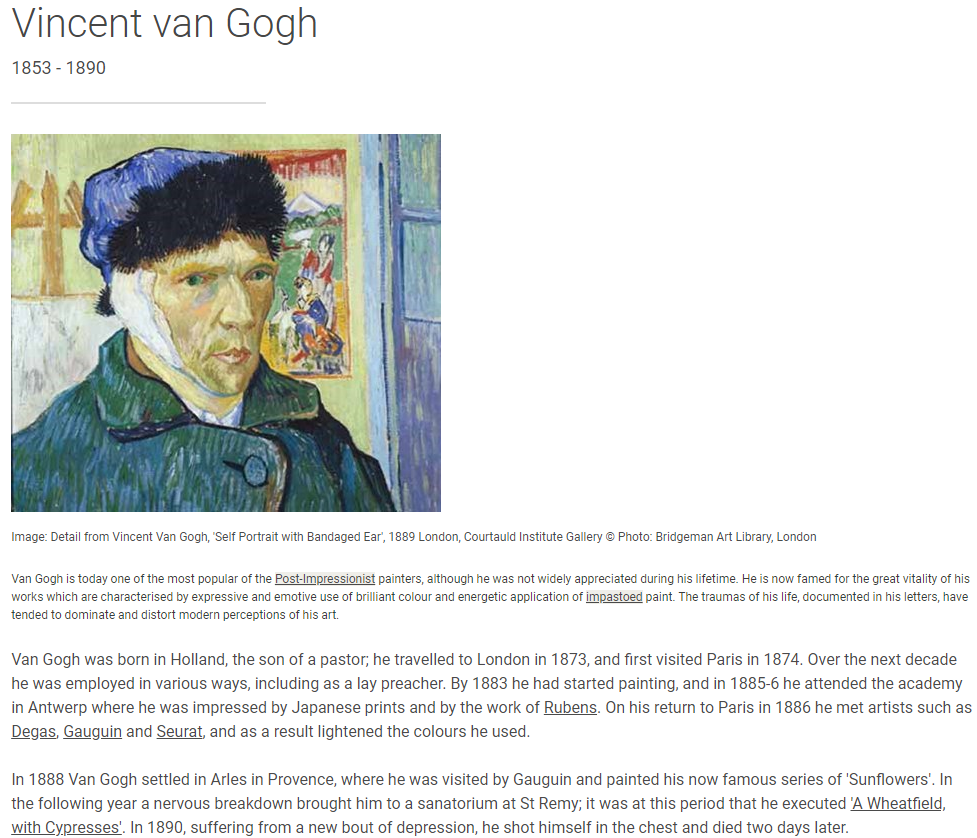 Vincent van Gogh
1853 - 1890
Image: Detail from Vincent Van Gogh, 'Self Portrait with Bandaged Ear', 1889 London, Courtauld Institute Gallery © Photo: Bridgeman Art Library, London
Van Gogh is today one of the most popular of the Post-Impressionist painters, although he was not widely appreciated during his lifetime. He is now famed for the great vitality of his
works which are characterised by expressive and emotive use of brilliant colour and energetic application of impastoed paint. The traumas of his life, documented in his letters, have
tended to dominate and distort modern perceptions of his art.
Van Gogh was born in Holland, the son of a pastor; he travelled to London in 1873, and first visited Paris in 1874. Over the next decade
he was employed in various ways, including as a lay preacher. By 1883 he had started painting, and in 1885-6 he attended the academy
in Antwerp where he was impressed by Japanese prints and by the work of Rubens. On his return to Paris in 1886 he met artists such as
Degas, Gauguin and Seurat, and as a result lightened the colours he used.
In 1888 Van Gogh settled in Arles in Provence, where he was visited by Gauguin and painted his now famous series of 'Sunflowers'. In
the following year a nervous breakdown brought him to a sanatorium at St Remy; it was at this period that he executed 'A Wheatfield,
with Cypresses'. In 1890, suffering from a new bout of depression, he shot himself in the chest and died two days later.